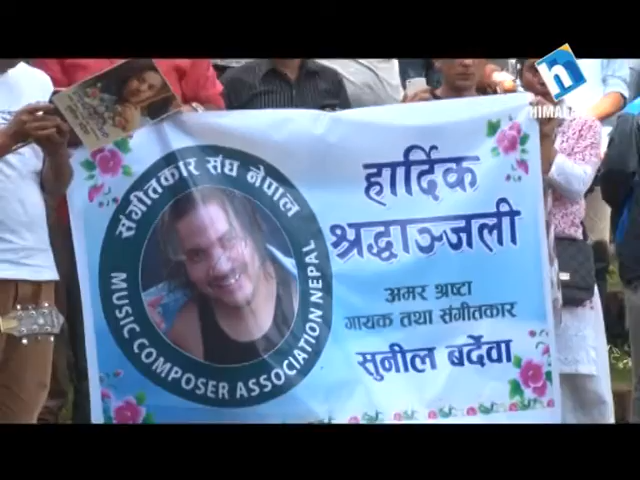 HIMAL
हार्दिक
श्रद्धाञ्जली
अमर श्रष्टा
गायक तथा संगीतकार
सुनील बर्देवा
संगीतकार संघ नेपाल
MUSIC COMPOSER ASSOCIATION NEPAL